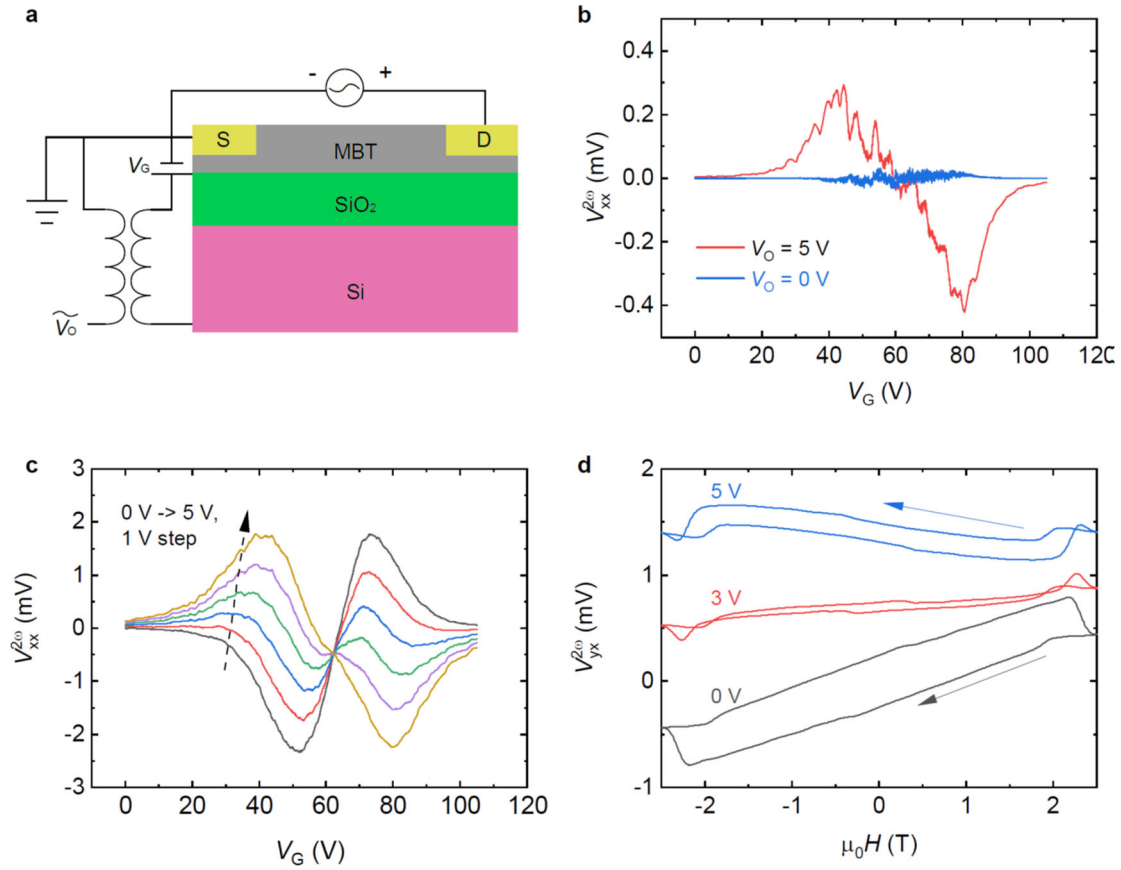 a
- +
S
D
MBT
V_G
SiO₂
Si
V_O
b
V_xx^2ω (mV)
0.4
0.2
0.0
-0.2
-0.4
V_O = 5 V
V_O = 0 V
0 20 40 60 80 100 120
V_G (V)
c
V_xx^2ω (mV)
3
2
1
0
-1
-2
-3
0 V -> 5 V,
1 V step
0 20 40 60 80 100 120
V_G (V)
d
V_yx^2ω (mV)
2
1
0
-1
5 V
3 V
0 V
-2 -1 0 1 2
μ₀H (T)